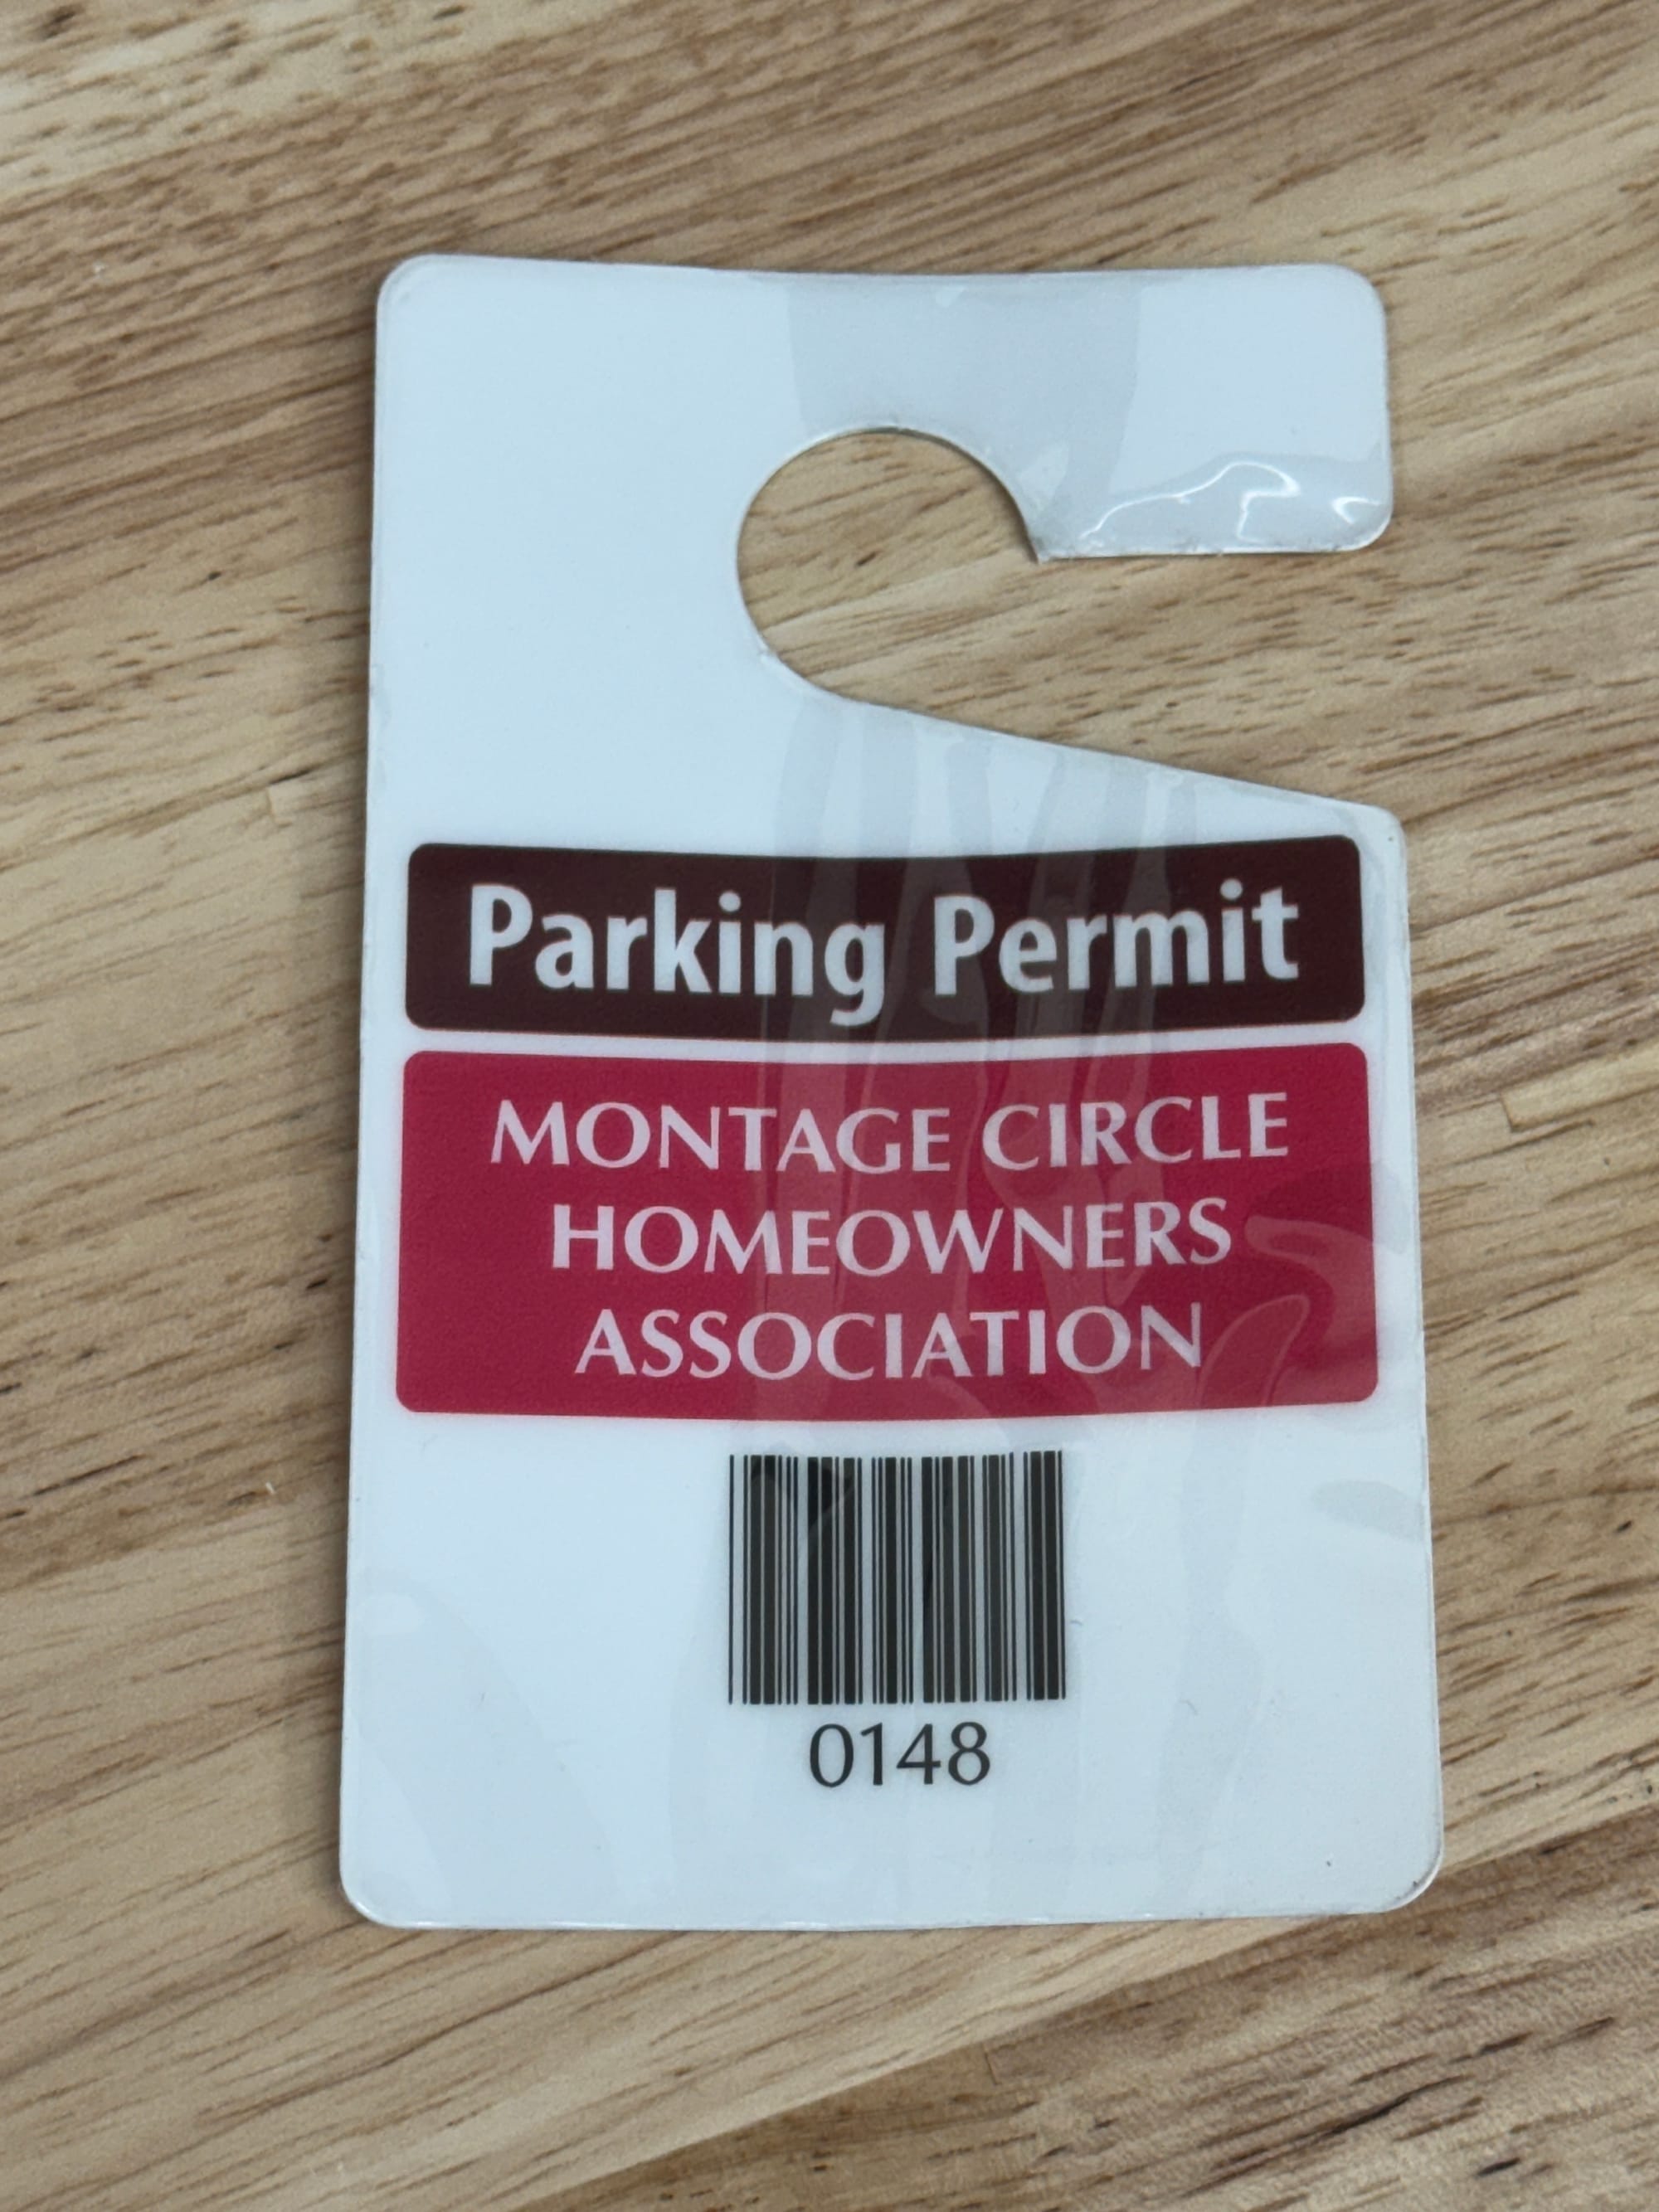 Parking Permit
MONTAGE CIRCLE
HOMEOWNERS
ASSOCIATION
0148